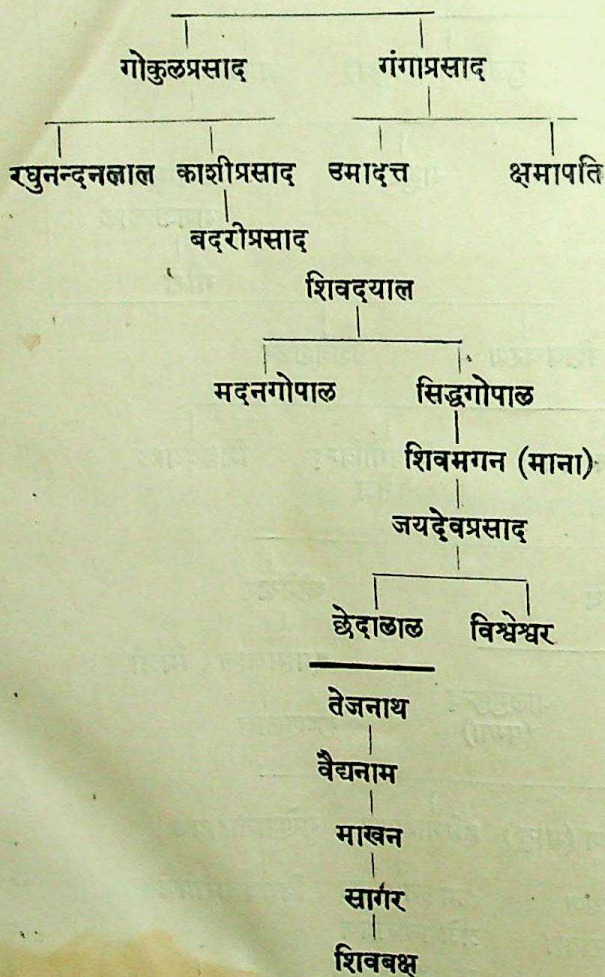 गोकुलप्रसाद गंगाप्रसाद
रघुनन्दनलाल काशीप्रसाद उमादत्त क्षमापति
बदरीप्रसाद
शिवदयाल
मदनगोपाल सिद्धगोपाल
शिवमगन (माना)
जयदेवप्रसाद
छेदालाल विश्वेश्वर
तेजनाथ
वैद्यनाम
माखन
सागर
शिवबक्ष